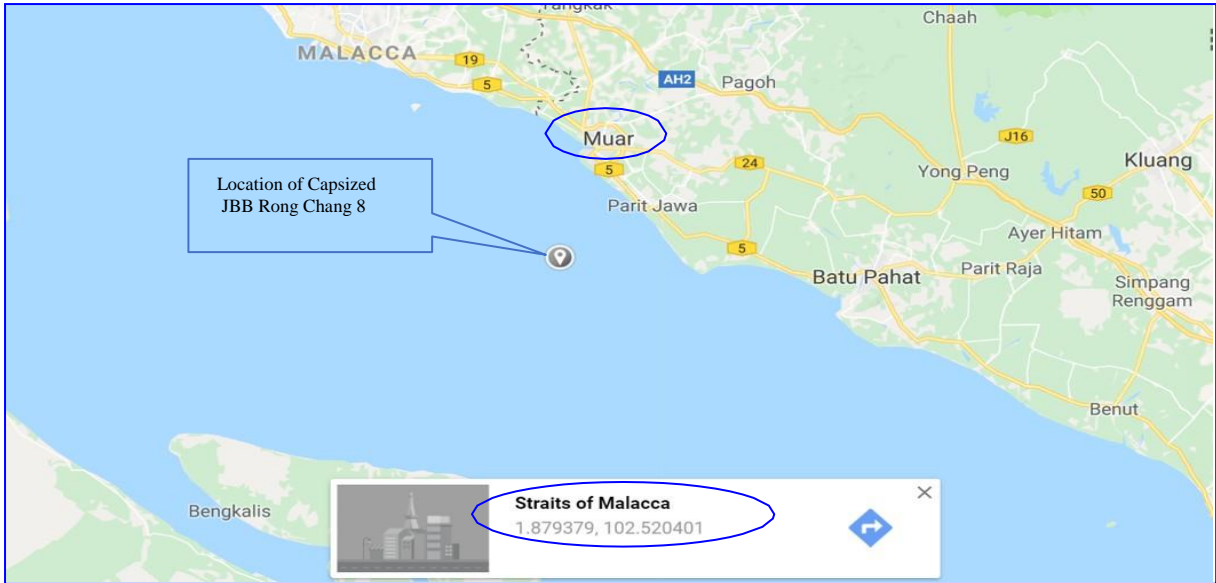 Tangkak
Chaah
MALACCA
19
5
AH2
Pagoh
Muar
J16
5
24
Yong Peng
Kluang
50
Location of Capsized
JBB Rong Chang 8
Parit Jawa
5
Ayer Hitam
Batu Pahat
Parit Raja
Simpang
Renggam
Benut
Bengkalis
Straits of Malacca
1.879379, 102.520401